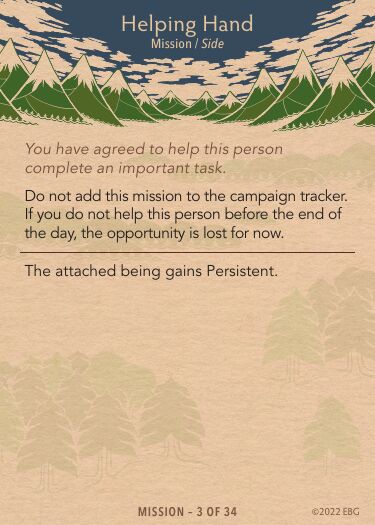 Helping Hand
Mission / Side
You have agreed to help this person
complete an important task.
Do not add this mission to the campaign tracker.
If you do not help this person before the end of
the day, the opportunity is lost for now.
The attached being gains Persistent.
MISSION – 3 OF 34
©2022 EBG